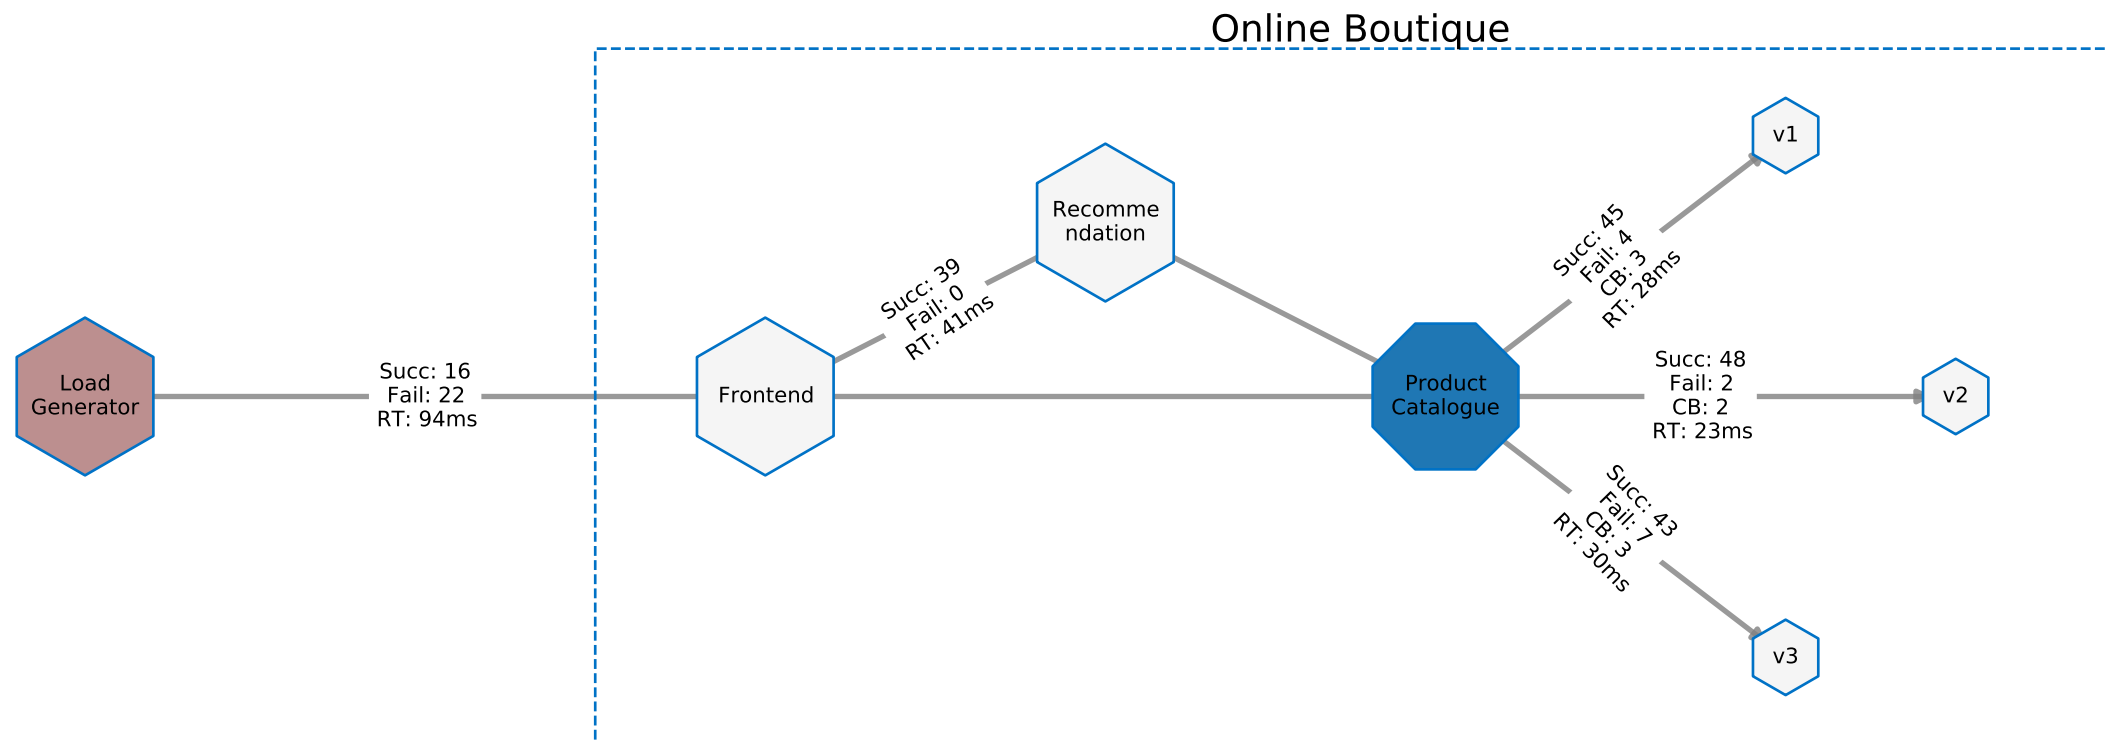 Online Boutique
Load
Generator
Succ: 16
Fail: 22
RT: 94ms
Frontend
Succ: 39
Fail: 0
RT: 41ms
Recomme
ndation
Product
Catalogue
Succ: 45
Fail: 4
CB: 3
RT: 28ms
v1
Succ: 48
Fail: 2
CB: 2
RT: 23ms
v2
Succ: 43
Fail: 7
CB: 3
RT: 30ms
v3